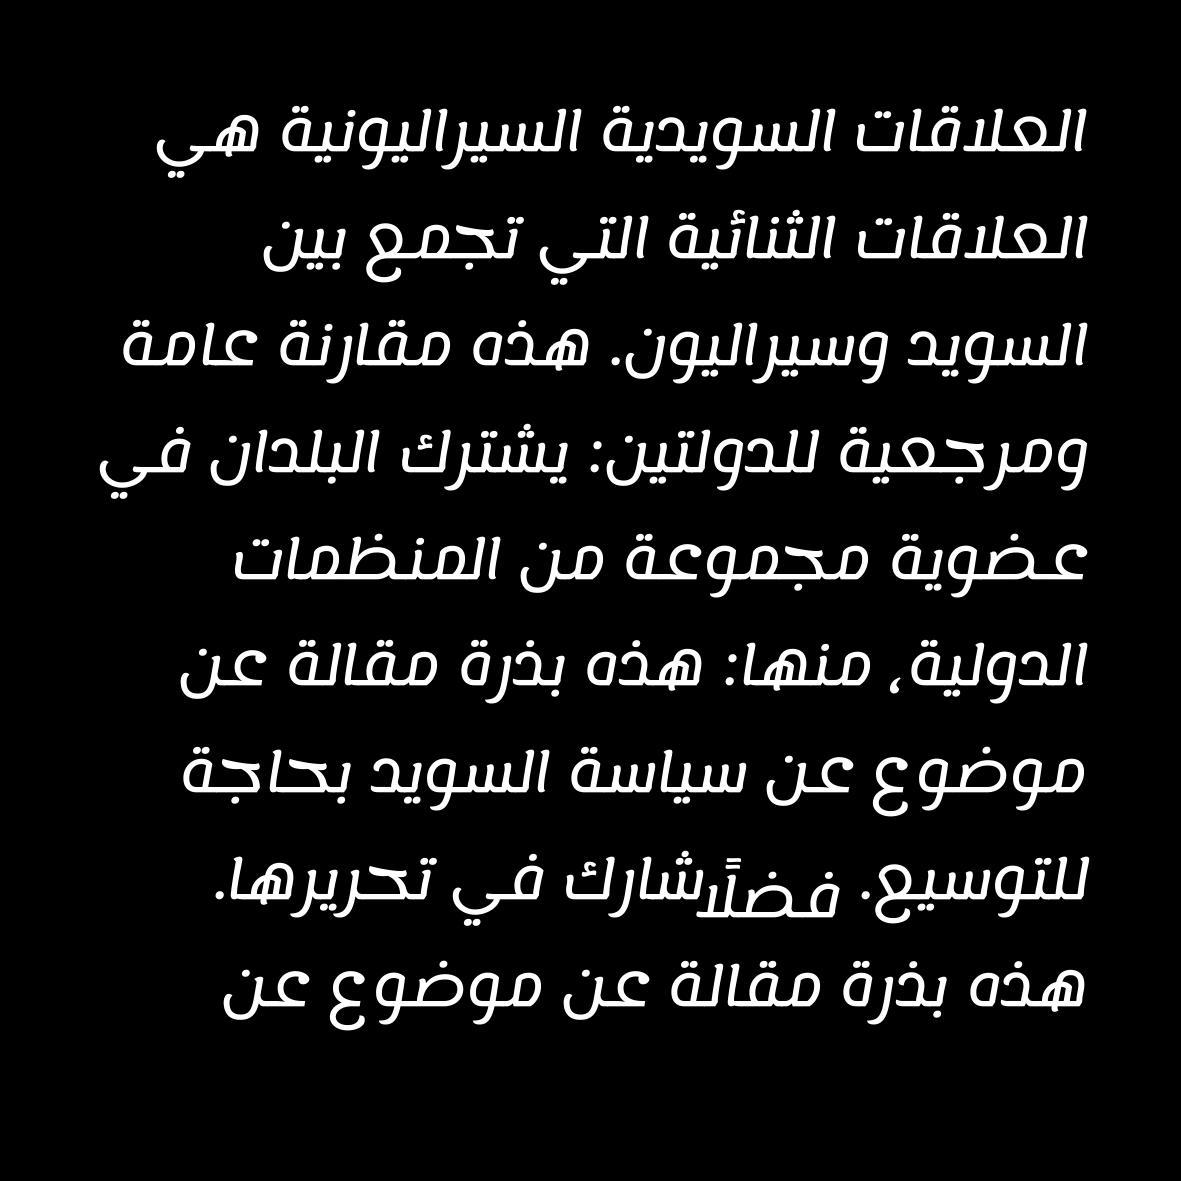 العلاقات السويدية السيراليونية هي
العلاقات الثنائية التي تجمع بين
السويد وسيراليون. هذه مقارنة عامة
ومرجعية للدولتين: يشترك البلدان في
عضوية مجموعة من المنظمات
الدولية، منها: هذه بذرة مقالة عن
موضوع عن سياسة السويد بحاجة
للتوسيع. فضلًا شارك في تحريرها.
هذه بذرة مقالة عن موضوع عن